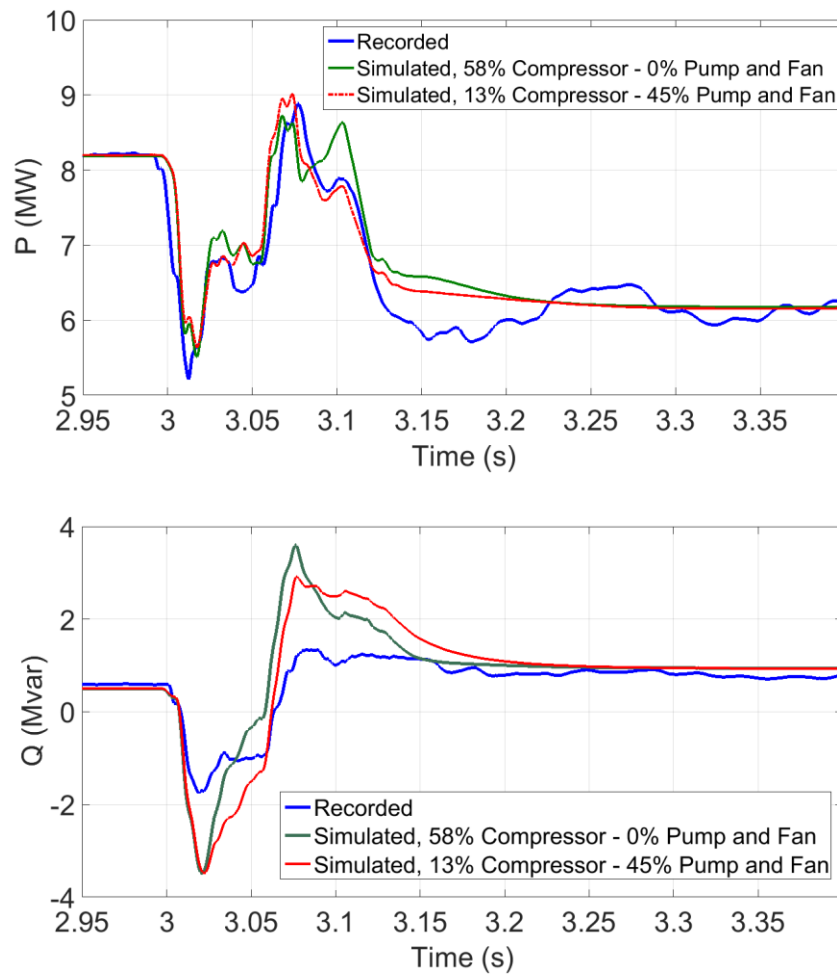 10
9
8
7
6
5
P (MW)
Recorded
Simulated, 58% Compressor - 0% Pump and Fan
Simulated, 13% Compressor - 45% Pump and Fan
2.95 3 3.05 3.1 3.15 3.2 3.25 3.3 3.35
Time (s)
4
2
0
-2
-4
Q (Mvar)
Recorded
Simulated, 58% Compressor - 0% Pump and Fan
Simulated, 13% Compressor - 45% Pump and Fan
2.95 3 3.05 3.1 3.15 3.2 3.25 3.3 3.35
Time (s)